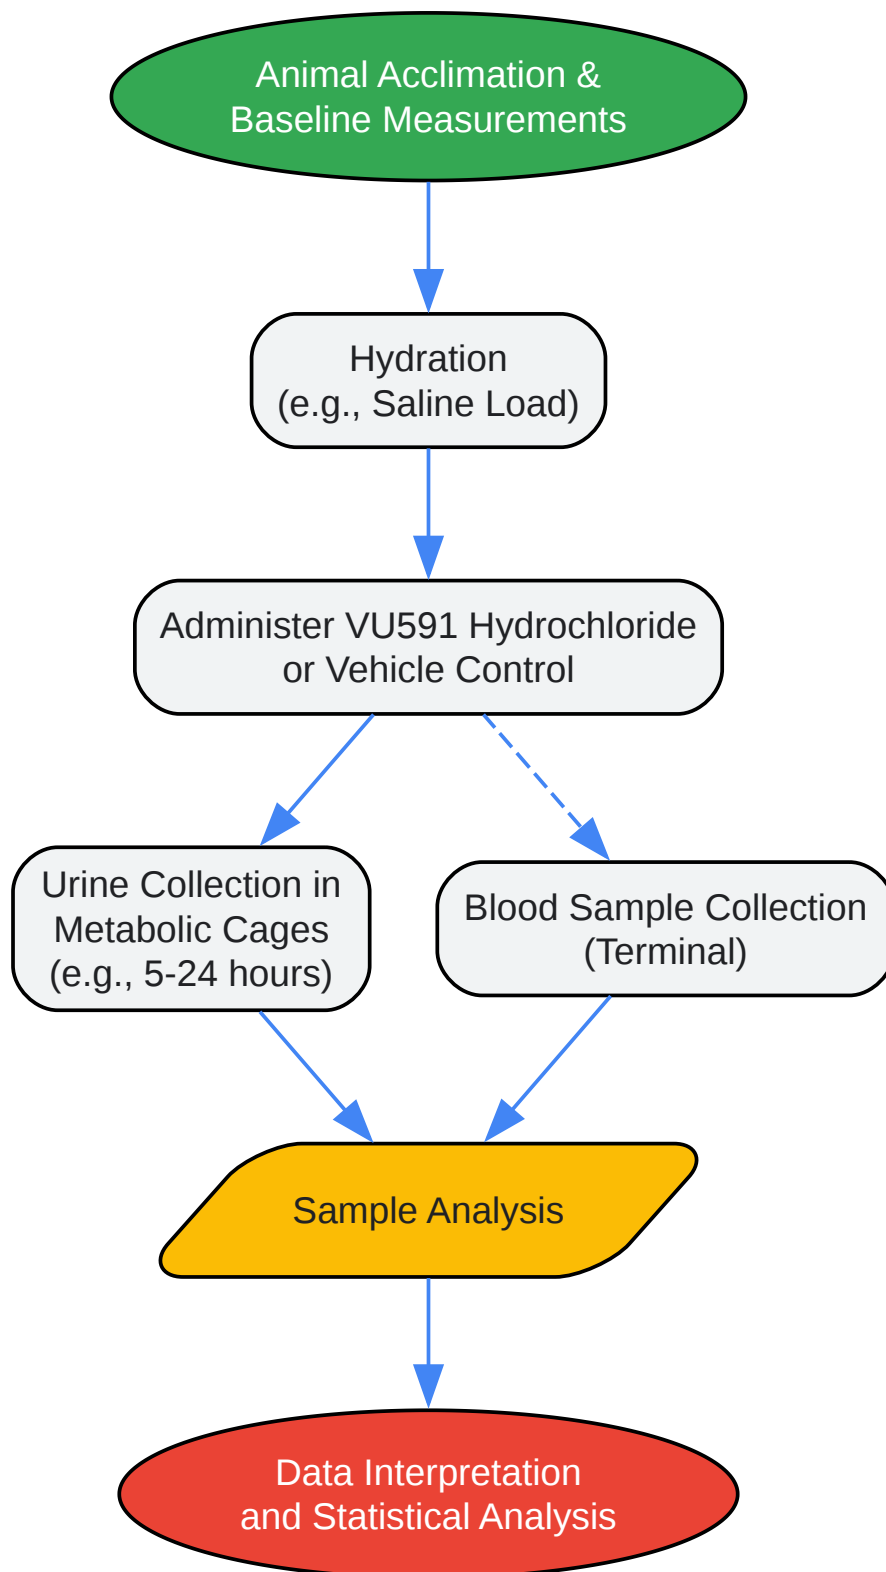 Animal Acclimation &
Baseline Measurements
Hydration
(e.g., Saline Load)
Administer VU591 Hydrochloride
or Vehicle Control
Urine Collection in
Metabolic Cages
(e.g., 5-24 hours)
Blood Sample Collection
(Terminal)
Sample Analysis
Data Interpretation
and Statistical Analysis